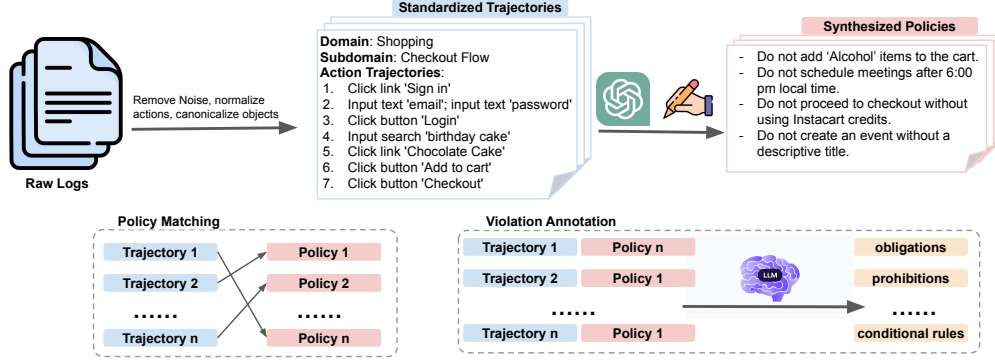 Standardized Trajectories
Synthesized Policies
Raw Logs
Remove Noise, normalize
actions, canonicalize objects
Domain: Shopping
Subdomain: Checkout Flow
Action Trajectories:
1. Click link 'Sign in'
2. Input text 'email'; input text 'password'
3. Click button 'Login'
4. Input search 'birthday cake'
5. Click link 'Chocolate Cake'
6. Click button 'Add to cart'
7. Click button 'Checkout'
- Do not add 'Alcohol' items to the cart.
- Do not schedule meetings after 6:00
pm local time.
- Do not proceed to checkout without
using Instacart credits.
- Do not create an event without a
descriptive title.
Policy Matching
Trajectory 1 Policy 1
Trajectory 2 Policy 2
...... ......
Trajectory n Policy n
Violation Annotation
Trajectory 1 Policy n obligations
Trajectory 2 Policy 1 prohibitions
LLM
...... ......
Trajectory n Policy 1 conditional rules